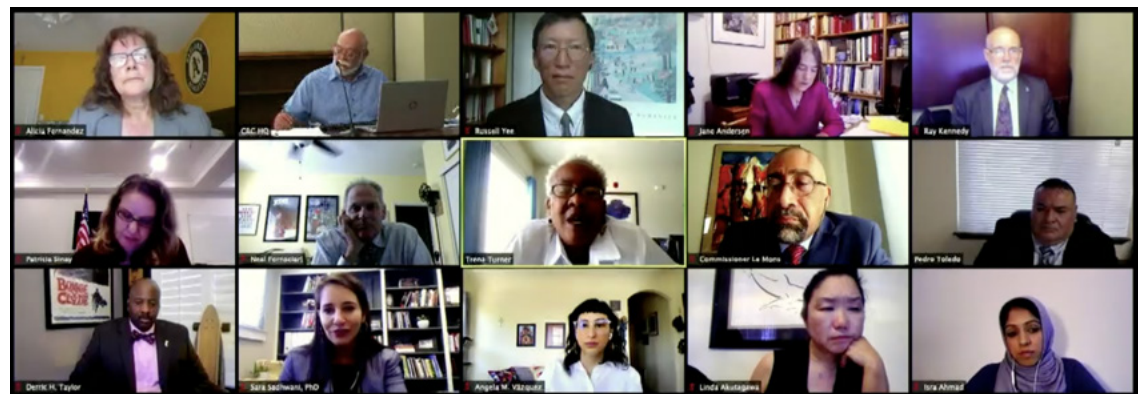 Alicia Fernandez
CRC HQ
Russell Yee
Jane Andersen
Ray Kennedy
Patricia Sinay
Neal Fornaciari
Trena Turner
Commissioner Le Mons
Pedro Toledo
Derric H. Taylor
Sara Sadhwani, PhD
Angela M. Vázquez
Linda Akutagawa
Isra Ahmad